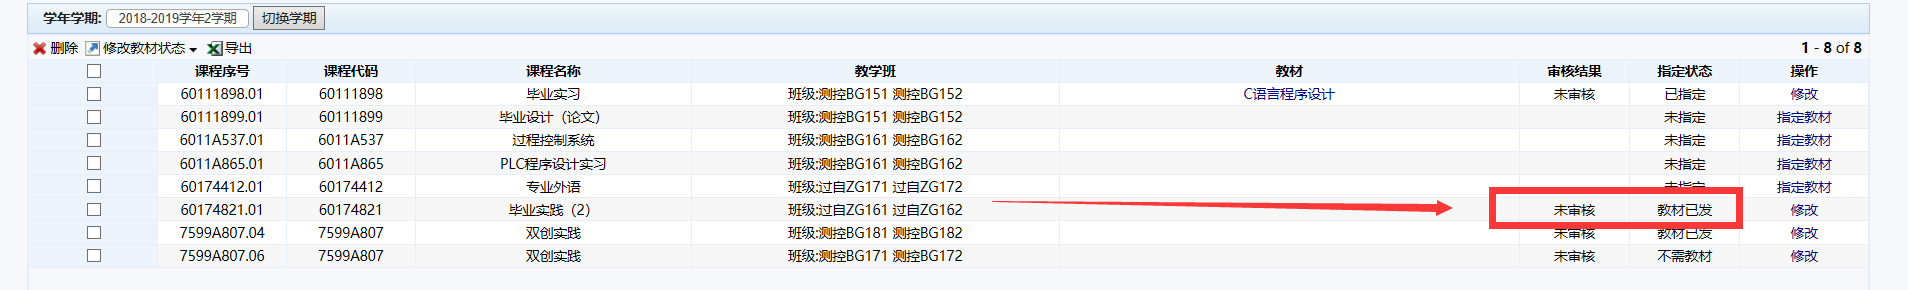 学年学期: 2018-2019学年2学期 切换学期
删除 修改教材状态 导出 1 - 8 of 8
课程序号 课程代码 课程名称 教学班 教材 审核结果 指定状态 操作
60111898.01 60111898 毕业实习 班级:测控BG151 测控BG152 C语言程序设计 未审核 已指定 修改
60111899.01 60111899 毕业设计（论文） 班级:测控BG151 测控BG152 未指定 指定教材
6011A537.01 6011A537 过程控制系统 班级:测控BG161 测控BG162 未指定 指定教材
6011A865.01 6011A865 PLC程序设计实习 班级:测控BG161 测控BG162 未指定 指定教材
60174412.01 60174412 专业外语 班级:过自ZG171 过自ZG172 未指定 指定教材
60174821.01 60174821 毕业实践（2） 班级:过自ZG161 过自ZG162 未审核 教材已发 修改
7599A807.04 7599A807 双创实践 班级:测控BG181 测控BG182 未审核 教材已发 修改
7599A807.06 7599A807 双创实践 班级:测控BG171 测控BG172 未审核 不需教材 修改